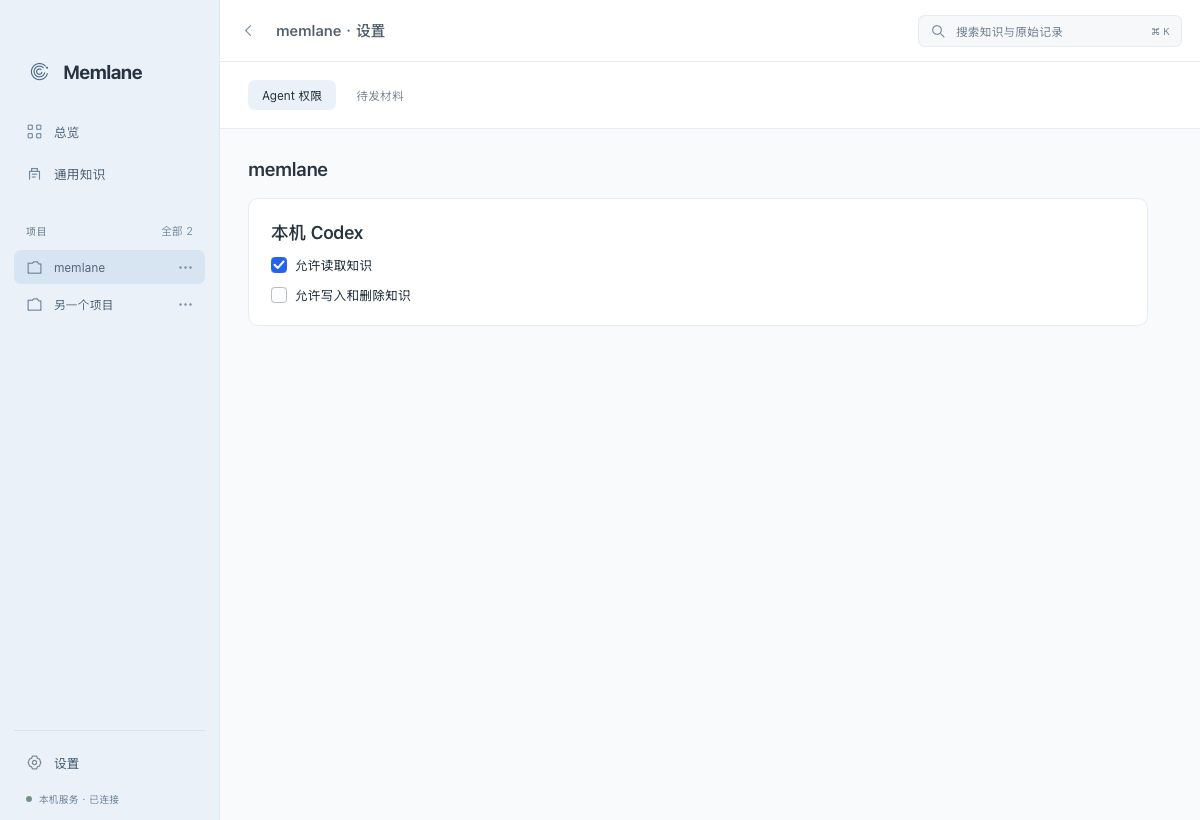 Memlane
总览
通用知识
项目 全部 2
memlane ···
另一个项目 ···
设置
本机服务 · 已连接
memlane · 设置
搜索知识与原始记录 ⌘ K
Agent 权限 待发材料
memlane
本机 Codex
允许读取知识
允许写入和删除知识